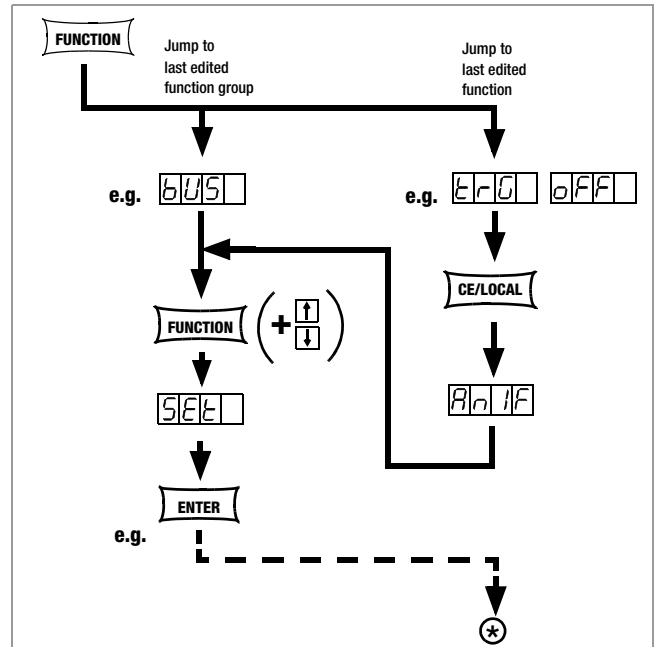 FUNCTION
Jump to
last edited
function group
Jump to
last edited
function
e.g. bUS
e.g. trG oFF
CE/LOCAL
FUNCTION (+↑↓)
An IF
SEt
ENTER
e.g.
*